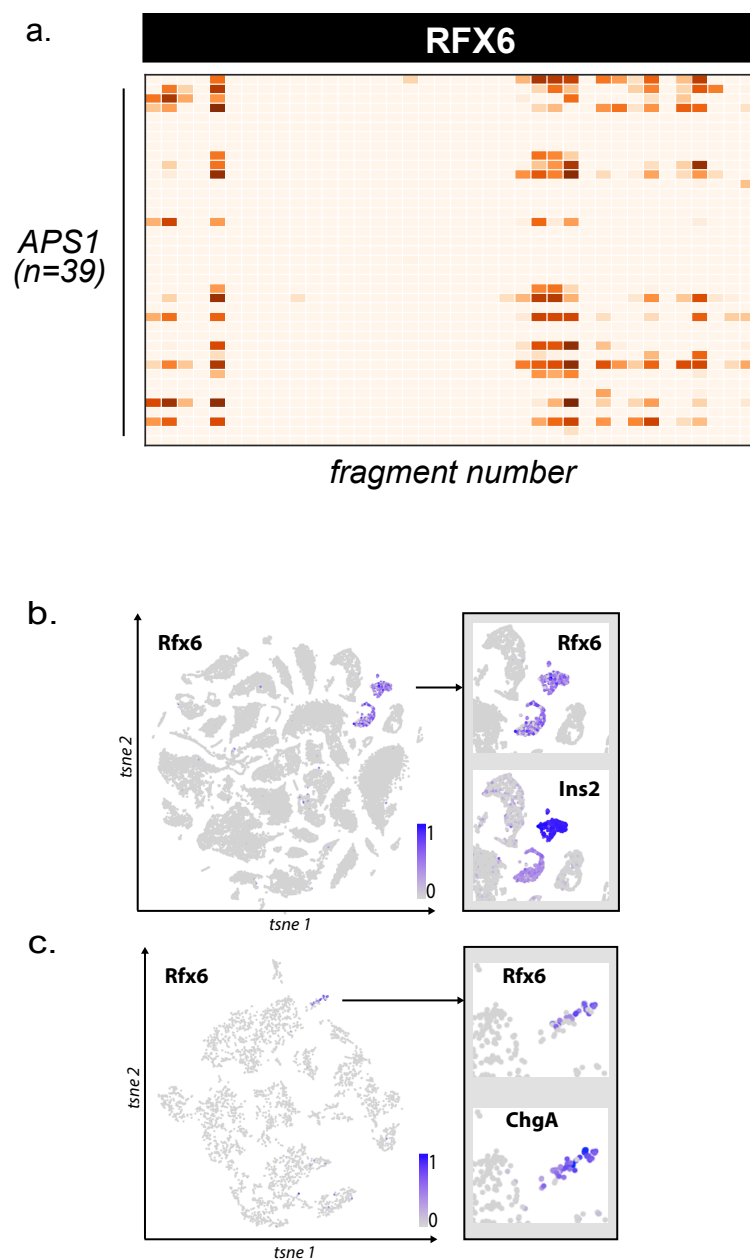 a.
RFX6
APS1
(n=39)
fragment number
b.
Rfx6
Rfx6
Ins2
tsne 2
1
0
tsne 1
c.
Rfx6
Rfx6
ChgA
tsne 2
1
0
tsne 1